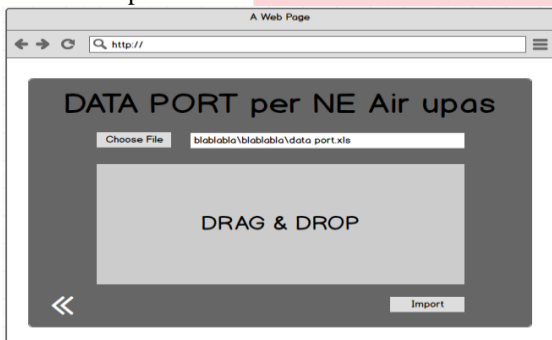 A Web Page
http://
DATA PORT per NE Air upas
Choose File
blablabla\blablabla\data port.xls
DRAG & DROP
Import